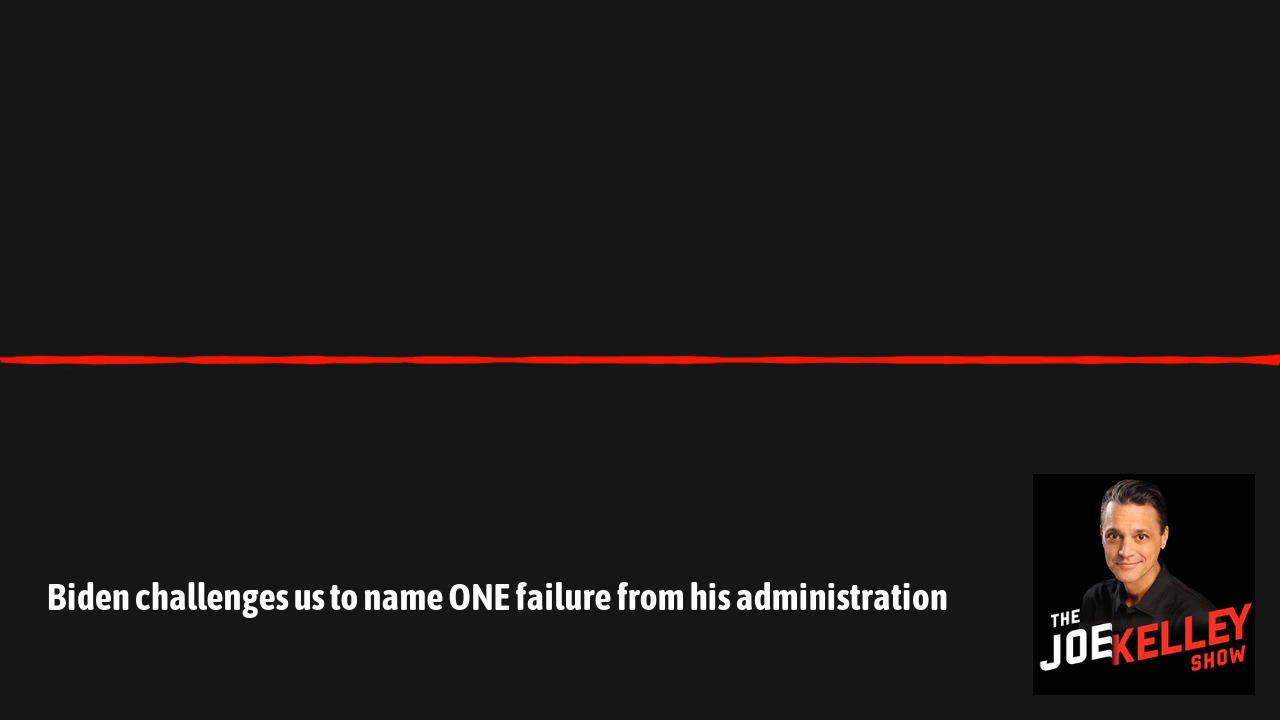 Biden challenges us to name ONE failure from his administration
THE
JOE KELLEY
SHOW